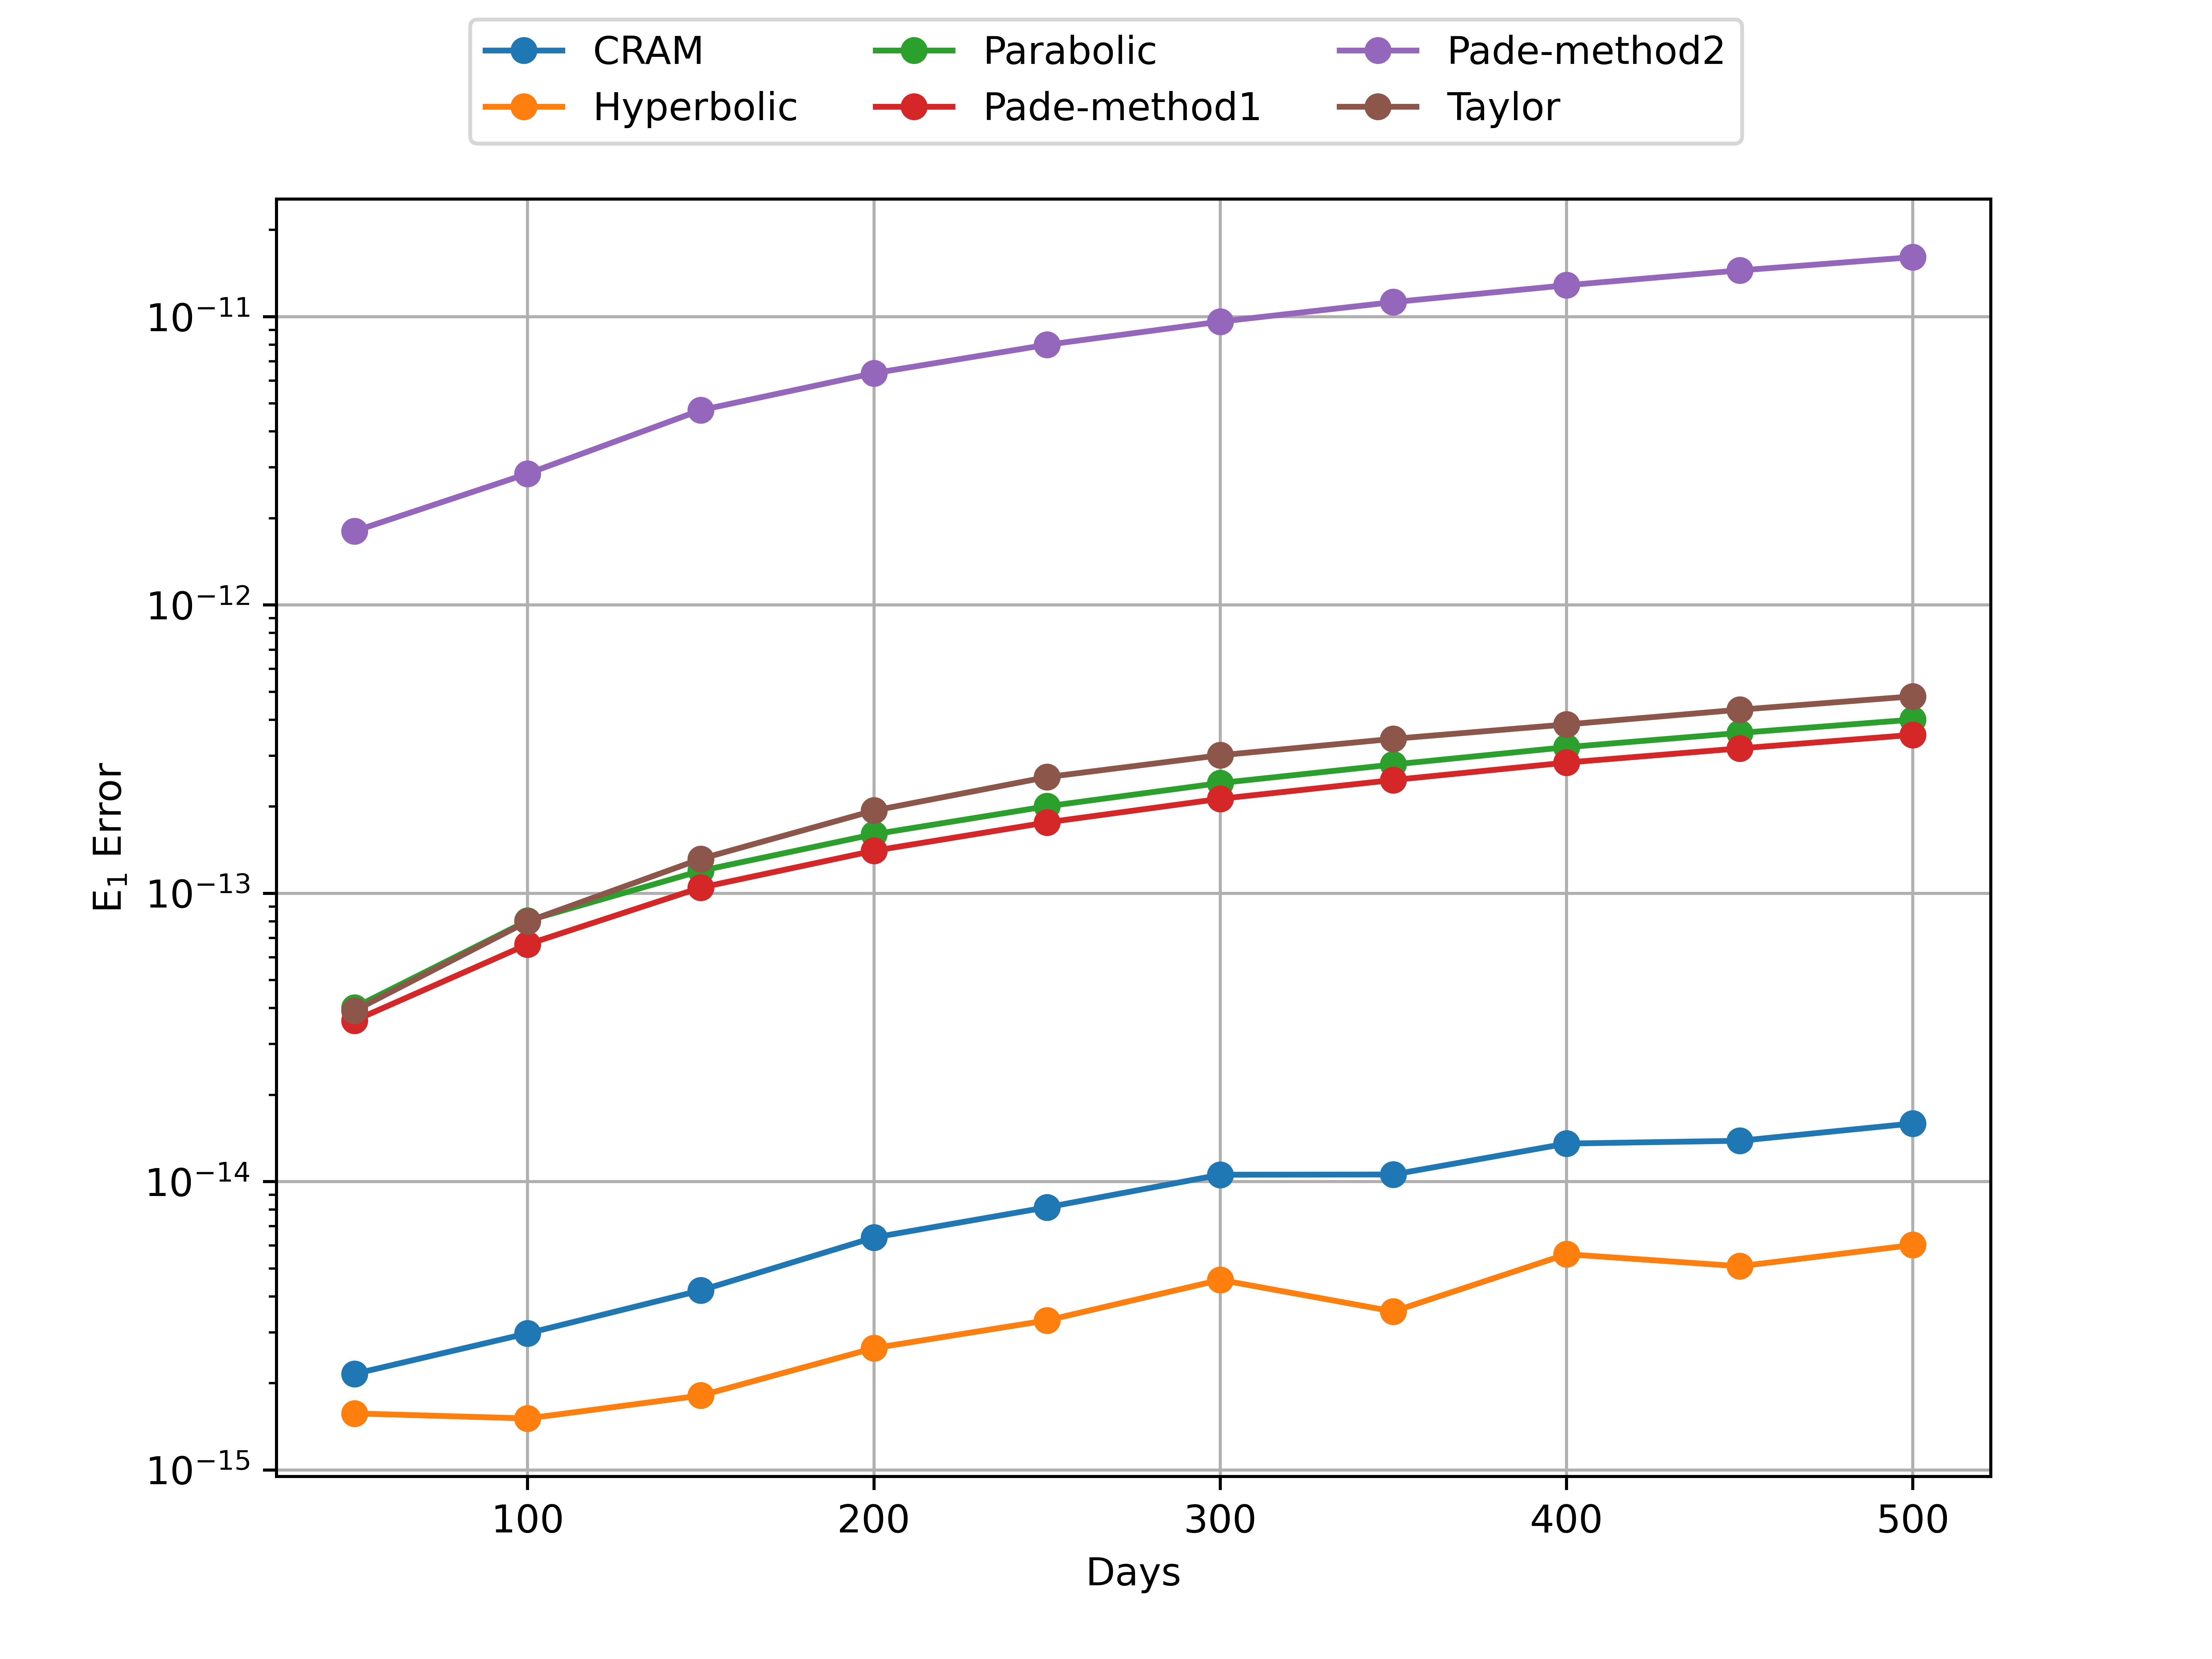 CRAM
Hyperbolic
Parabolic
Pade-method1
Pade-method2
Taylor
10⁻¹¹
10⁻¹²
10⁻¹³
10⁻¹⁴
10⁻¹⁵
E₁ Error
100 200 300 400 500
Days